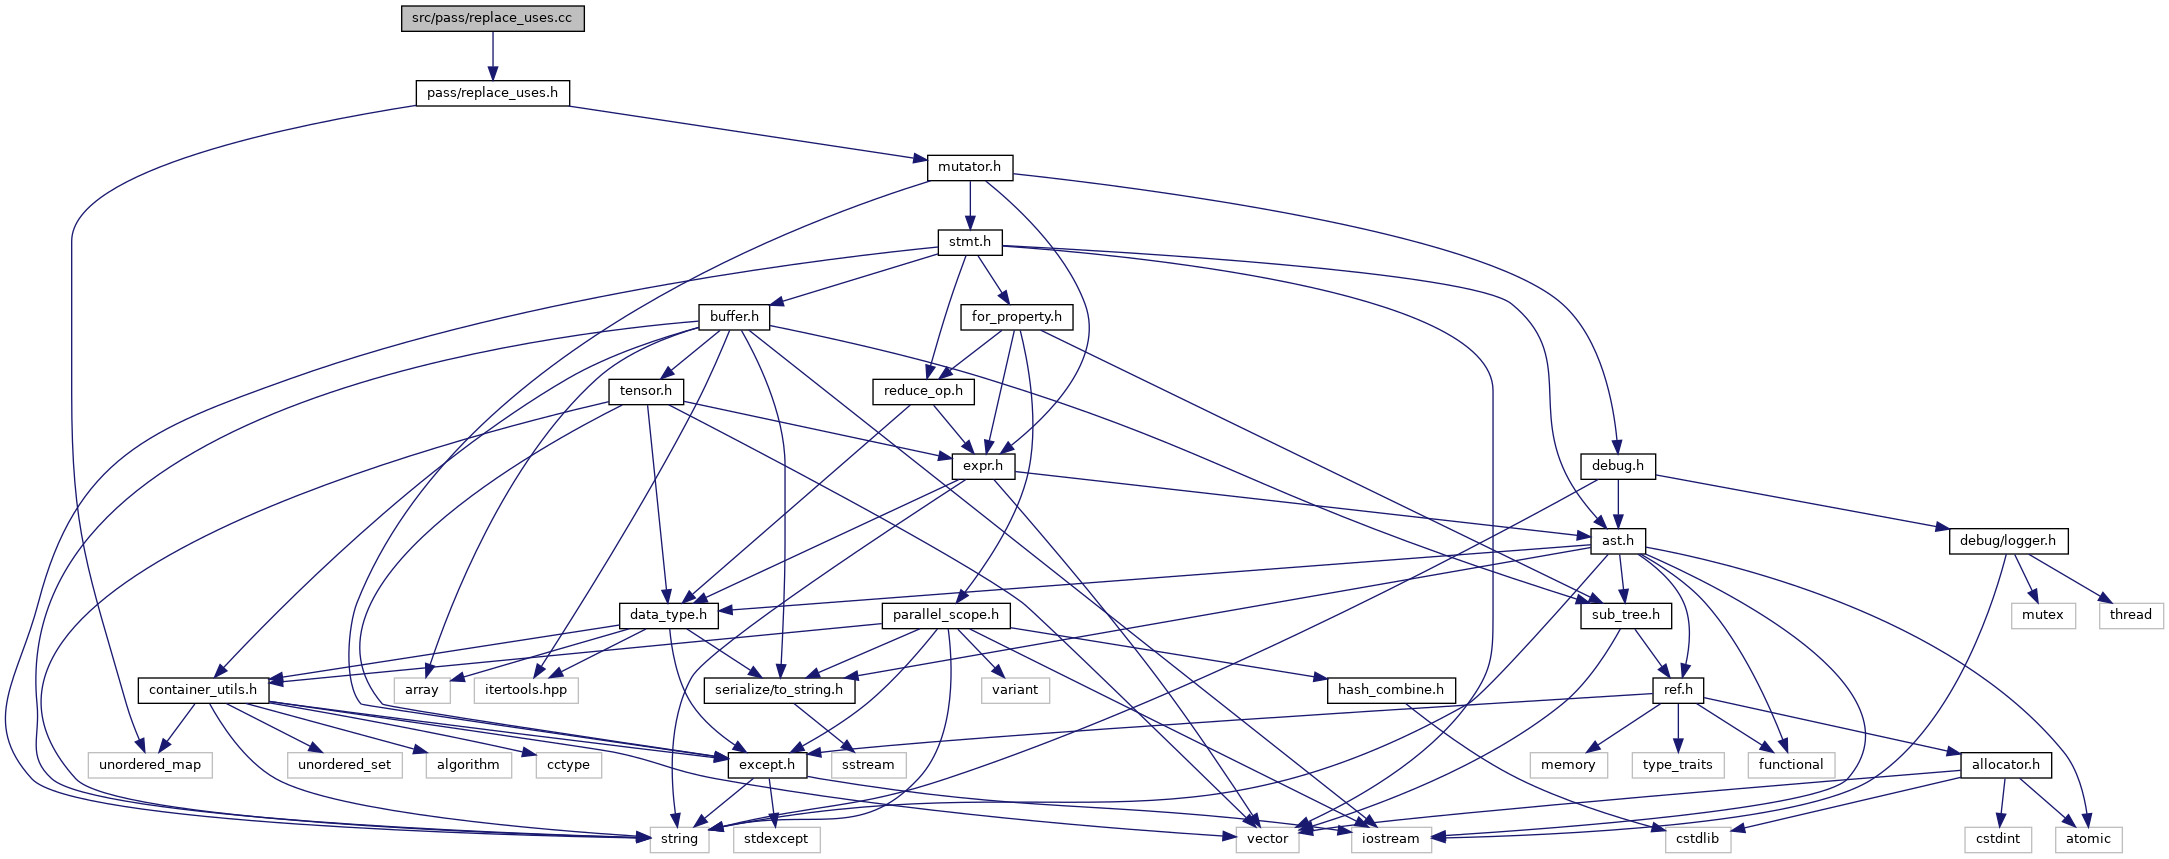 src/pass/replace_uses.cc
pass/replace_uses.h
mutator.h
stmt.h
buffer.h
for_property.h
tensor.h
reduce_op.h
expr.h
debug.h
ast.h
debug/logger.h
data_type.h
parallel_scope.h
sub_tree.h
mutex
thread
container_utils.h
array
itertools.hpp
serialize/to_string.h
variant
hash_combine.h
ref.h
unordered_map
unordered_set
algorithm
cctype
except.h
sstream
memory
type_traits
functional
allocator.h
string
stdexcept
vector
iostream
cstdlib
cstdint
atomic